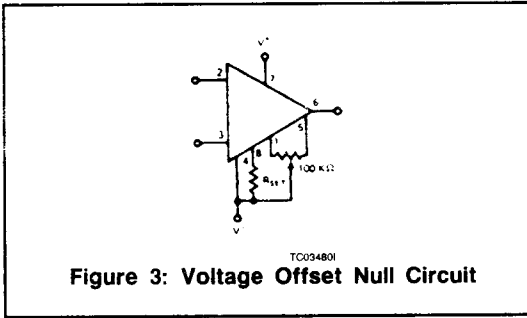 V+
2
7
6
3
5
1
4
8
100 KΩ
RSET
V
TC03480I
Figure 3: Voltage Offset Null Circuit